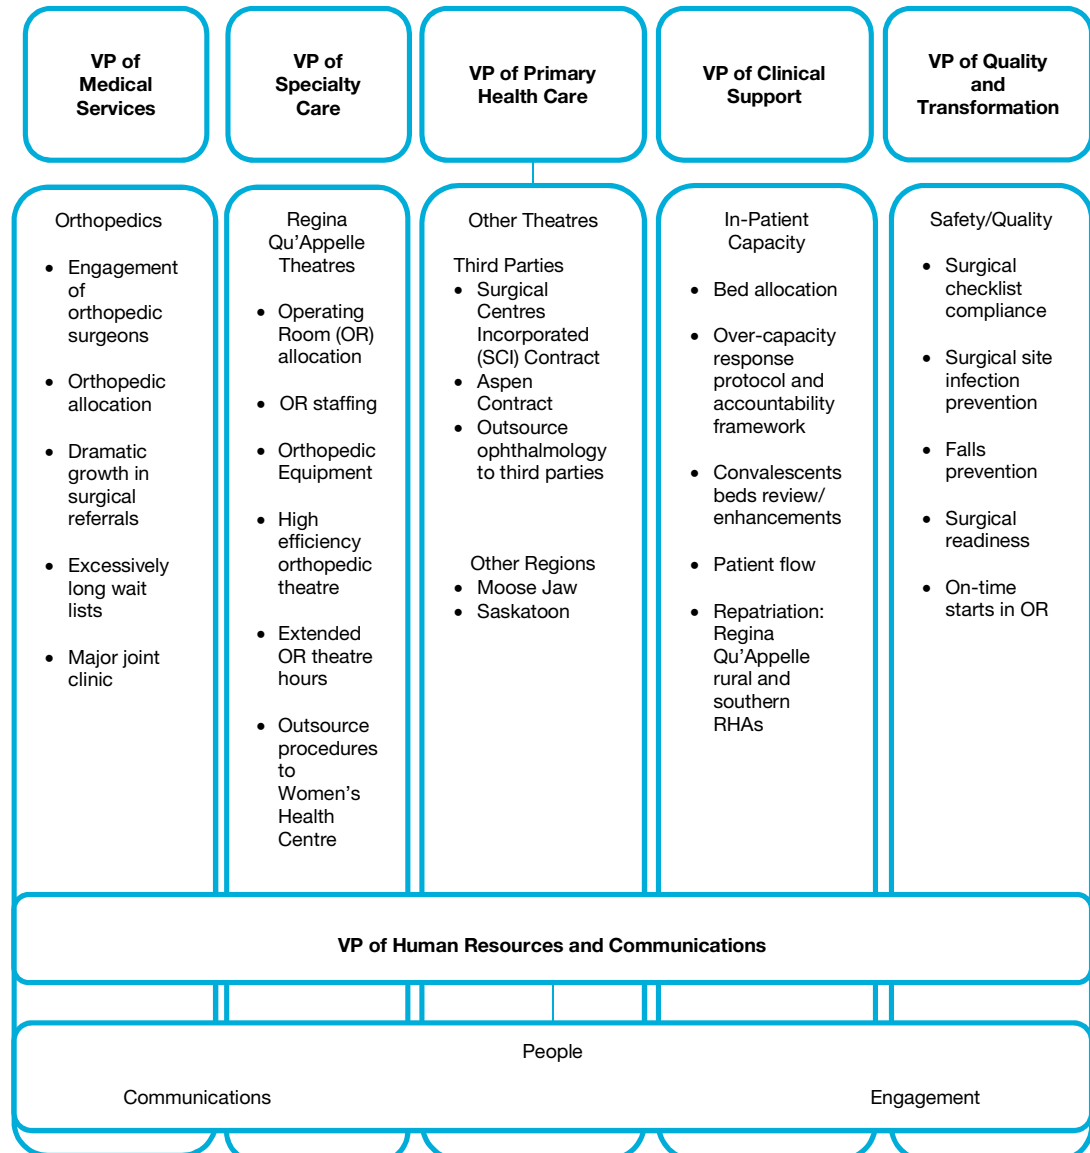 VP of
Medical
Services
VP of
Specialty
Care
VP of Primary
Health Care
VP of Clinical
Support
VP of Quality
and
Transformation
Orthopedics
• Engagement
of
orthopedic
surgeons
• Orthopedic
allocation
• Dramatic
growth in
surgical
referrals
• Excessively
long wait
lists
• Major joint
clinic
Regina
Qu’Appelle
Theatres
• Operating
Room (OR)
allocation
• OR staffing
• Orthopedic
Equipment
• High
efficiency
orthopedic
theatre
• Extended
OR theatre
hours
• Outsource
procedures
to
Women’s
Health
Centre
Other Theatres
Third Parties
• Surgical
Centres
Incorporated
(SCI) Contract
• Aspen
Contract
• Outsource
ophthalmology
to third parties
Other Regions
• Moose Jaw
• Saskatoon
In-Patient
Capacity
• Bed allocation
• Over-capacity
response
protocol and
accountability
framework
• Convalescents
beds review/
enhancements
• Patient flow
• Repatriation:
Regina
Qu’Appelle
rural and
southern
RHAs
Safety/Quality
• Surgical
checklist
compliance
• Surgical site
infection
prevention
• Falls
prevention
• Surgical
readiness
• On-time
starts in OR
VP of Human Resources and Communications
People
Communications
Engagement